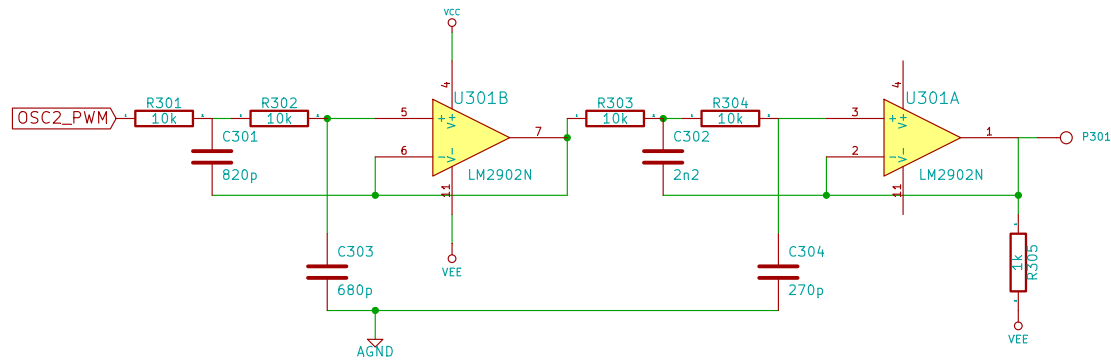 VCC
OSC2_PWM
R301
10k
R302
10k
C301
820p
C303
680p
AGND
5
6
4
11
+
−
V+
V−
U301B
LM2902N
7
VEE
R303
10k
R304
10k
C302
2n2
C304
270p
3
2
4
11
+
−
V+
V−
U301A
LM2902N
1
P301
1k
R305
VEE